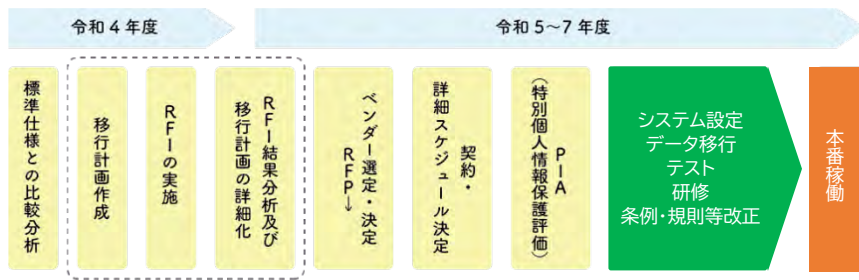 令和4年度
令和5～7年度
標準仕様との比較分析
移行計画作成
RFIの実施
RFI結果分析及び
移行計画の詳細化
ベンダー選定・決定
RFP↓
契約・
詳細スケジュール決定
PIA
（特別個人情報保護評価）
システム設定
データ移行
テスト
研修
条例・規則等改正
本番稼働